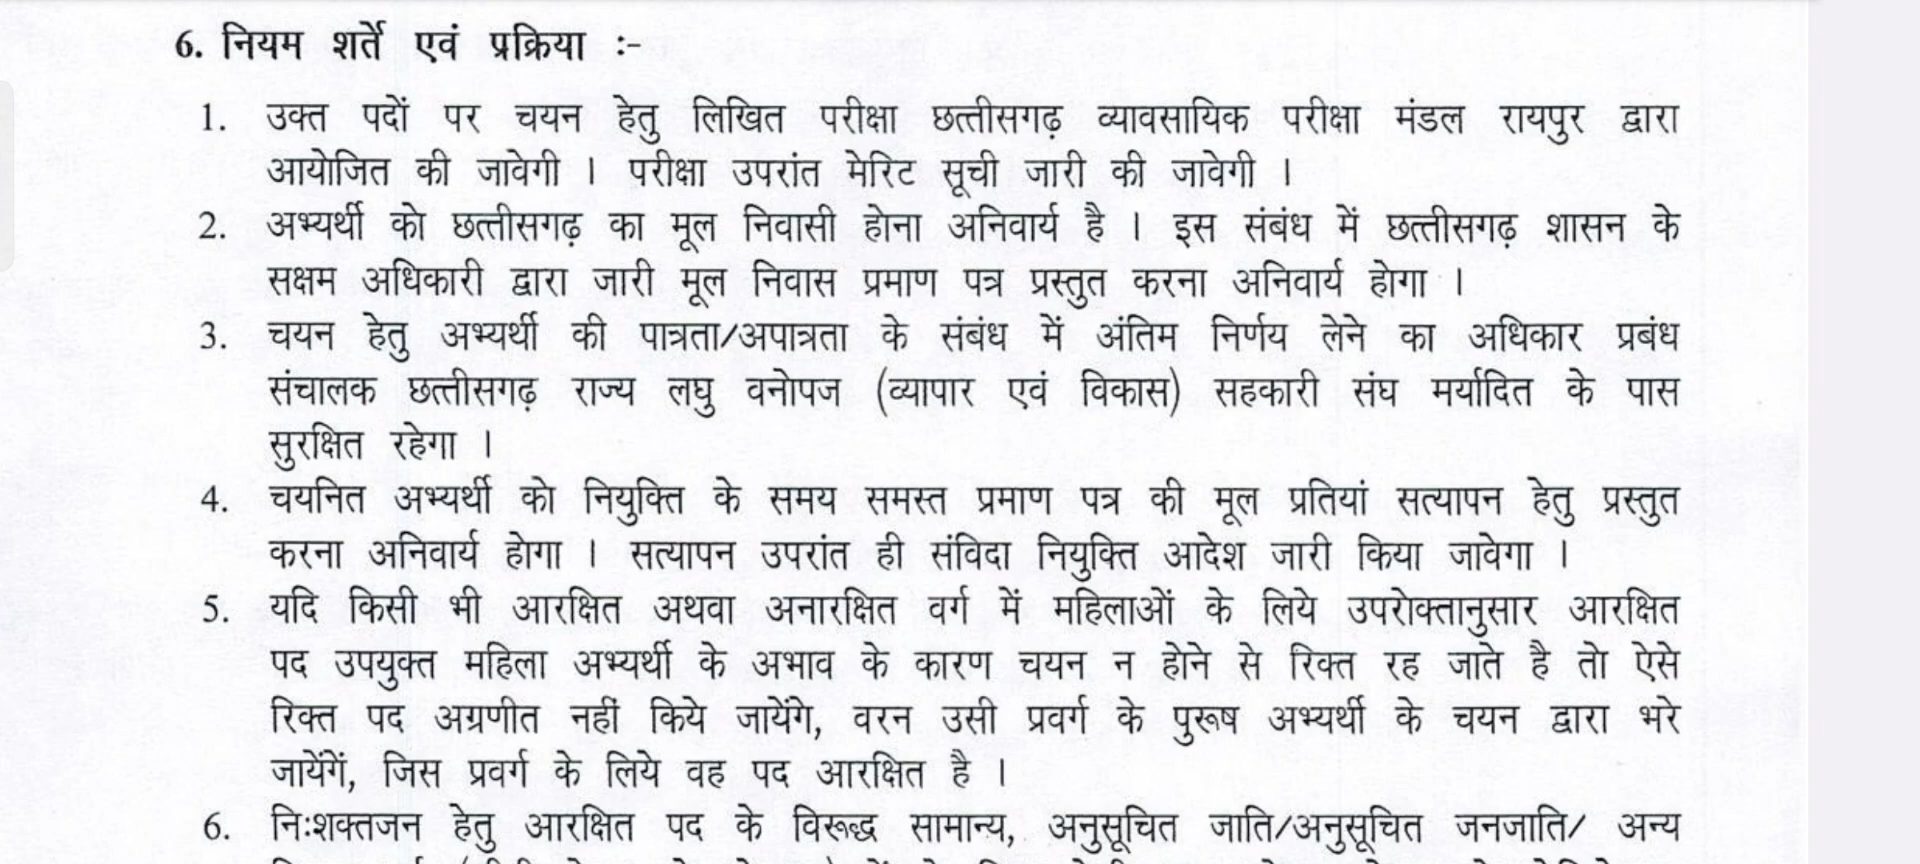 6. नियम शर्ते एवं प्रक्रिया :-
1. उक्त पदों पर चयन हेतु लिखित परीक्षा छत्तीसगढ़ व्यावसायिक परीक्षा मंडल रायपुर द्वारा
आयोजित की जावेगी । परीक्षा उपरांत मेरिट सूची जारी की जावेगी ।
2. अभ्यर्थी को छत्तीसगढ़ का मूल निवासी होना अनिवार्य है । इस संबंध में छत्तीसगढ़ शासन के
सक्षम अधिकारी द्वारा जारी मूल निवास प्रमाण पत्र प्रस्तुत करना अनिवार्य होगा ।
3. चयन हेतु अभ्यर्थी की पात्रता/अपात्रता के संबंध में अंतिम निर्णय लेने का अधिकार प्रबंध
संचालक छत्तीसगढ़ राज्य लघु वनोपज (व्यापार एवं विकास) सहकारी संघ मर्यादित के पास
सुरक्षित रहेगा ।
4. चयनित अभ्यर्थी को नियुक्ति के समय समस्त प्रमाण पत्र की मूल प्रतियां सत्यापन हेतु प्रस्तुत
करना अनिवार्य होगा । सत्यापन उपरांत ही संविदा नियुक्ति आदेश जारी किया जावेगा ।
5. यदि किसी भी आरक्षित अथवा अनारक्षित वर्ग में महिलाओं के लिये उपरोक्तानुसार आरक्षित
पद उपयुक्त महिला अभ्यर्थी के अभाव के कारण चयन न होने से रिक्त रह जाते है तो ऐसे
रिक्त पद अग्रणीत नहीं किये जायेंगे, वरन उसी प्रवर्ग के पुरूष अभ्यर्थी के चयन द्वारा भरे
जायेंगें, जिस प्रवर्ग के लिये वह पद आरक्षित है ।
6. निःशक्तजन हेतु आरक्षित पद के विरूद्ध सामान्य, अनुसूचित जाति/अनुसूचित जनजाति/ अन्य